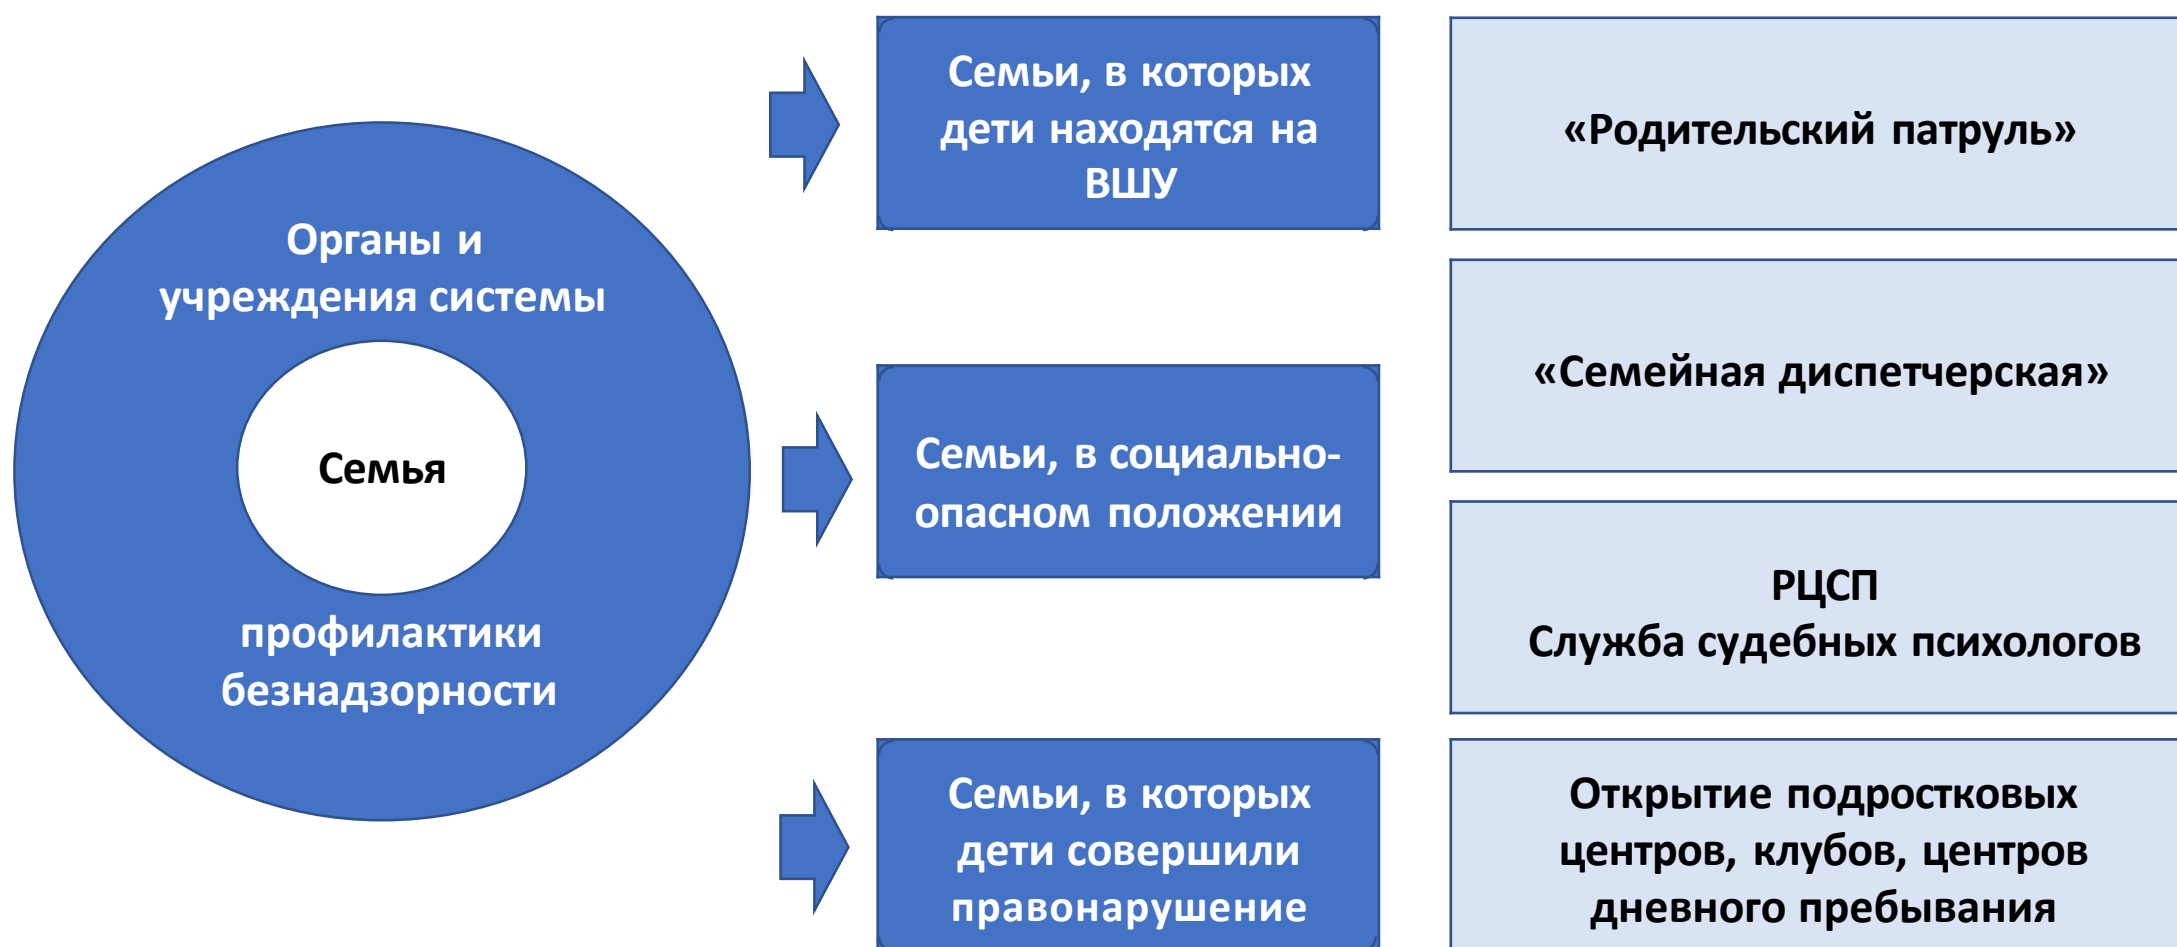 Органы и
учреждения системы
Семья
профилактики
безнадзорности
Семьи, в которых
дети находятся на
ВШУ
Семьи, в социально-
опасном положении
Семьи, в которых
дети совершили
правонарушение
«Родительский патруль»
«Семейная диспетчерская»
РЦСП
Служба судебных психологов
Открытие подростковых
центров, клубов, центров
дневного пребывания